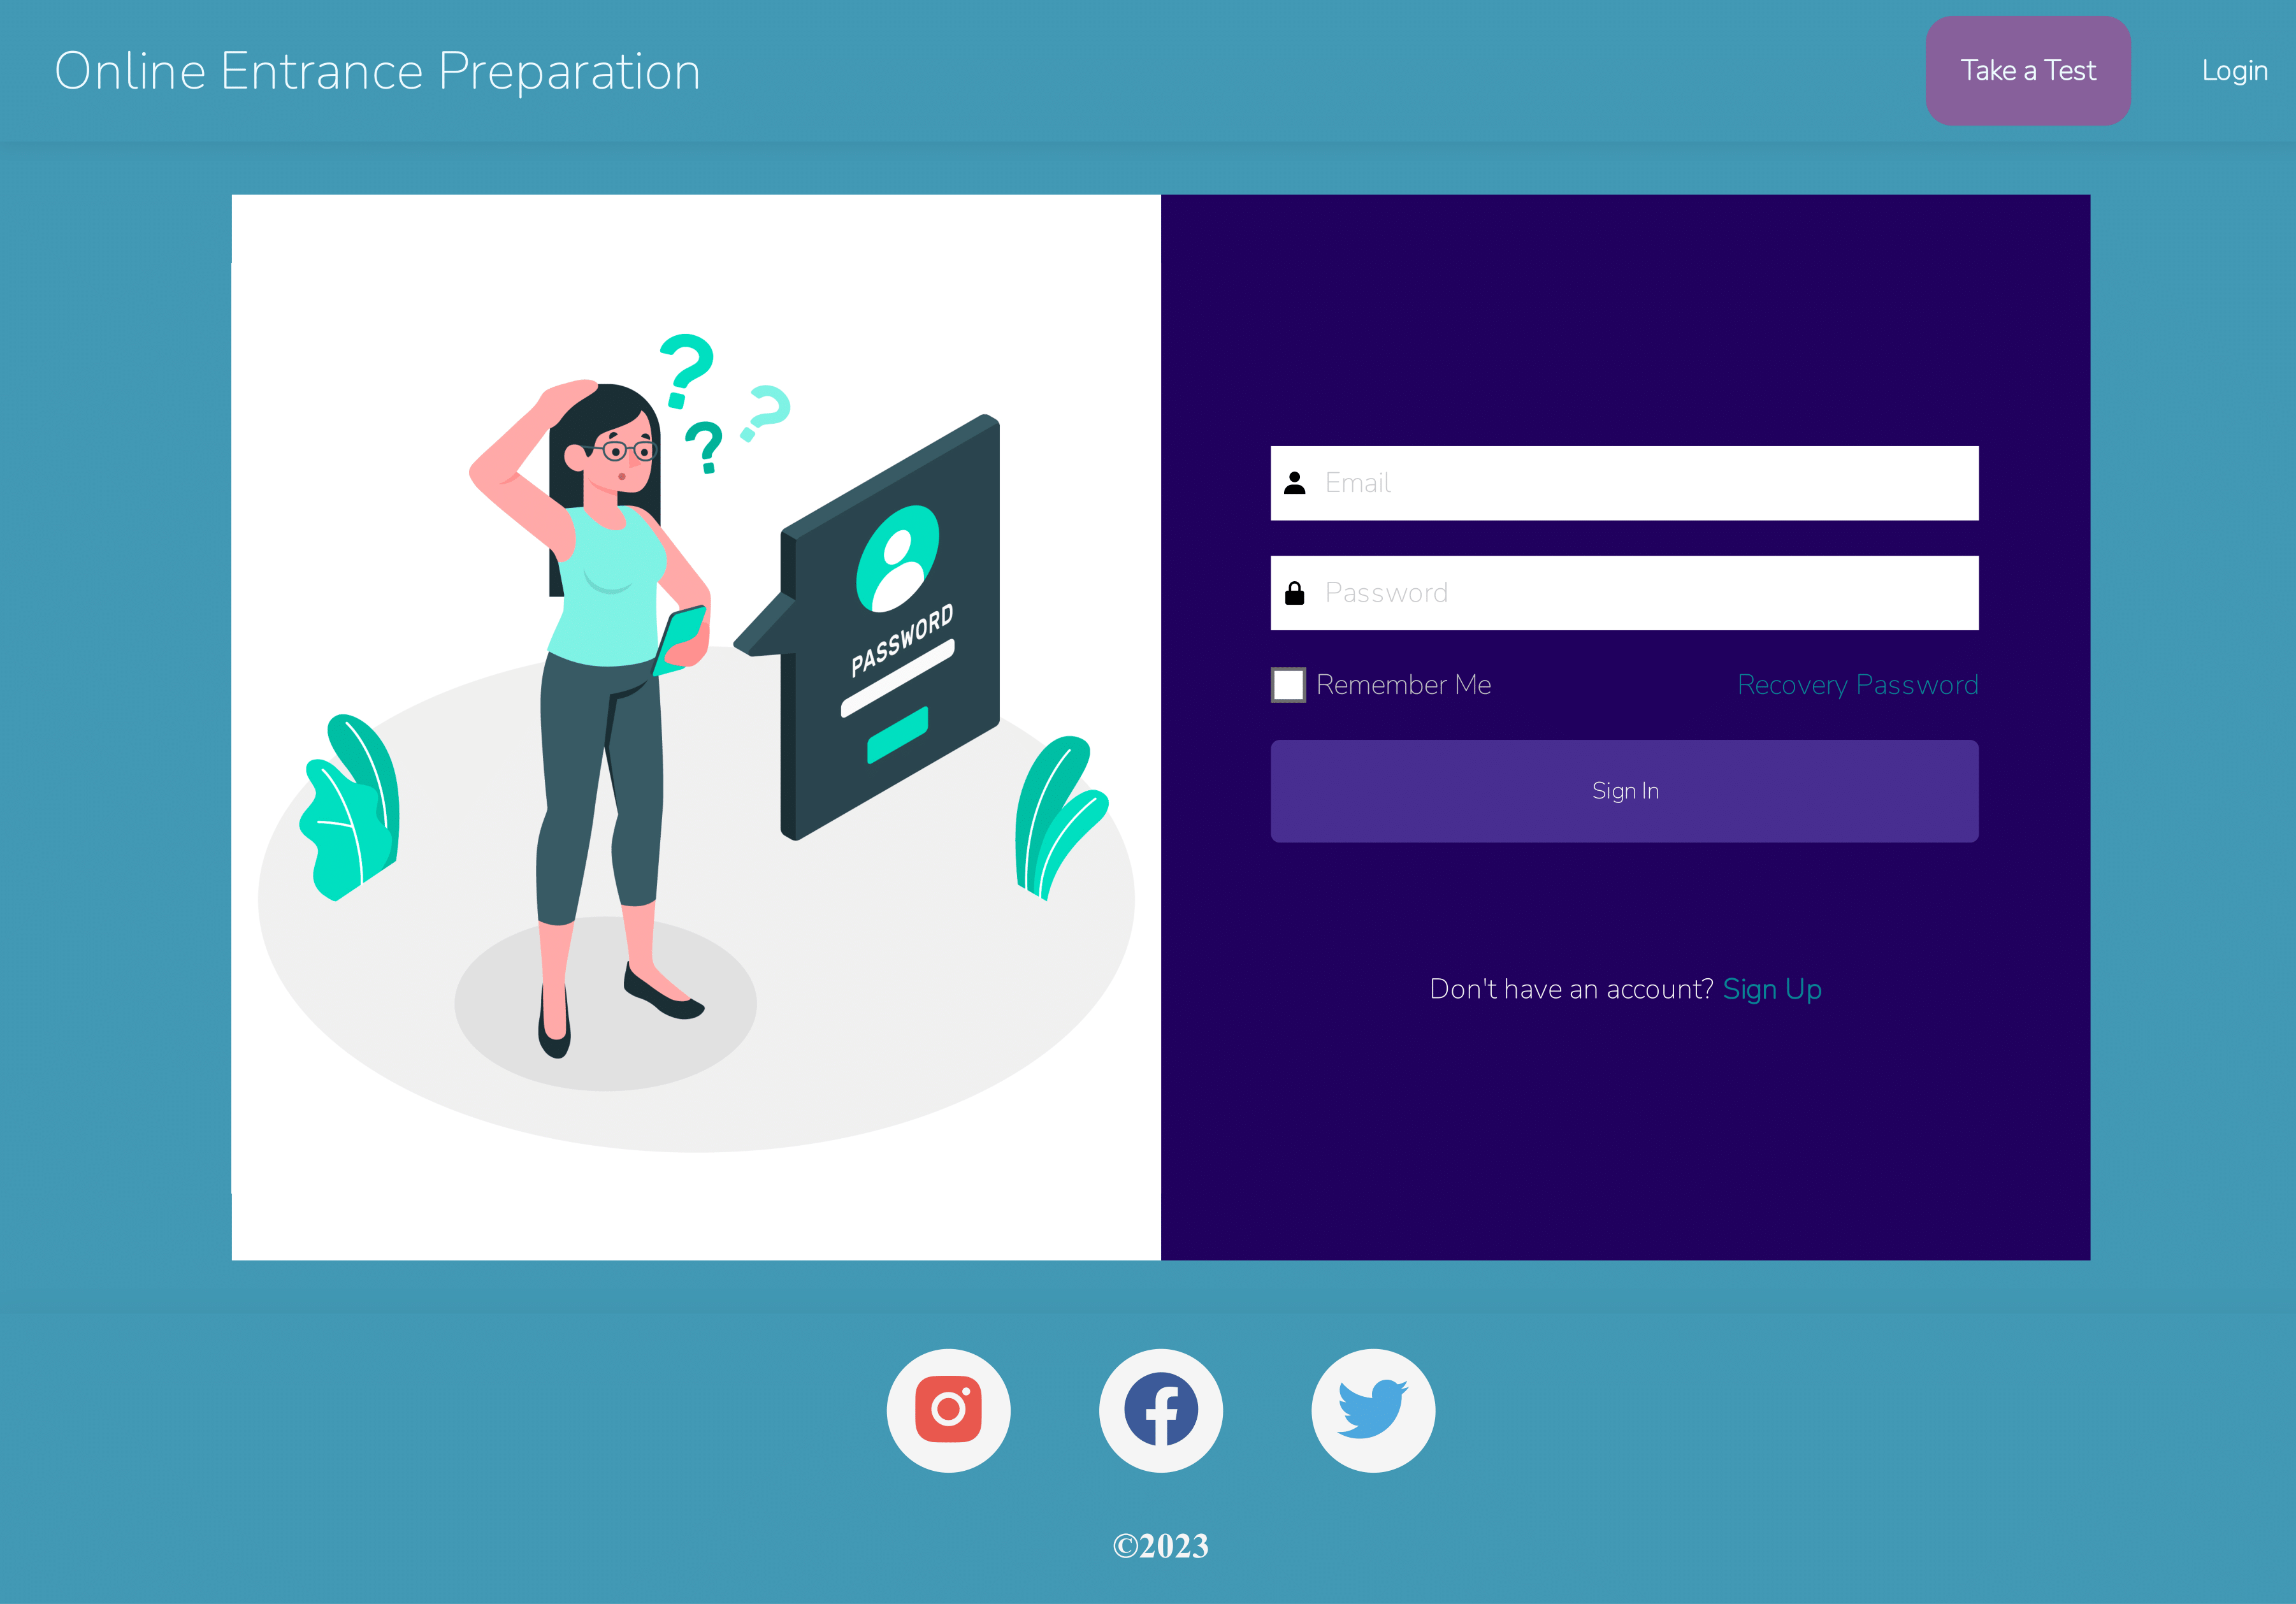 Online Entrance Preparation
Take a Test
Login
PASSWORD
Email
Password
Remember Me
Recovery Password
Sign In
Don't have an account? Sign Up
©2023